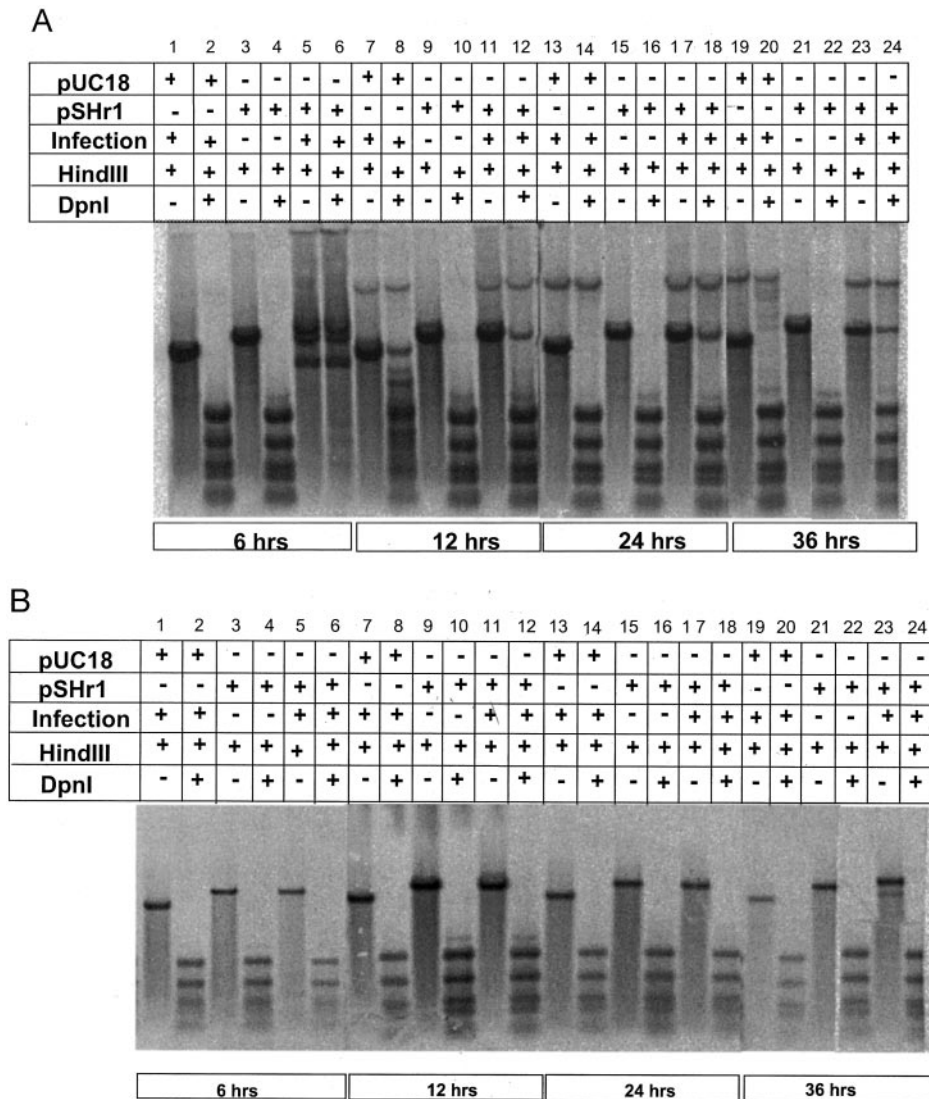 A
1 2 3 4 5 6 7 8 9 10 11 12 13 14 15 16 17 18 19 20 21 22 23 24
pUC18 + + - - - - + + - - - - + + - - - - + + - - - -
pSHr1 - - + + + + - - + + + + - - + + + + - - + + + +
Infection + + - - + + + + - - + + + + - - + + + + - - + +
HindIII + + + + + + + + + + + + + + + + + + + + + + + +
DpnI - + - + - + - + - + - + - + - + - + - + - + - +
6 hrs 12 hrs 24 hrs 36 hrs
B
1 2 3 4 5 6 7 8 9 10 11 12 13 14 15 16 17 18 19 20 21 22 23 24
pUC18 + + - - - - + + - - - - + + - - - - + + - - - -
pSHr1 - - + + + + - - + + + + - - + + + + - - + + + +
Infection + + - - + + + + - - + + + + - - + + + + - - + +
HindIII + + + + + + + + + + + + + + + + + + + + + + + +
DpnI - + - + - + - + - + - + - + - + - + - + - + - +
6 hrs 12 hrs 24 hrs 36 hrs